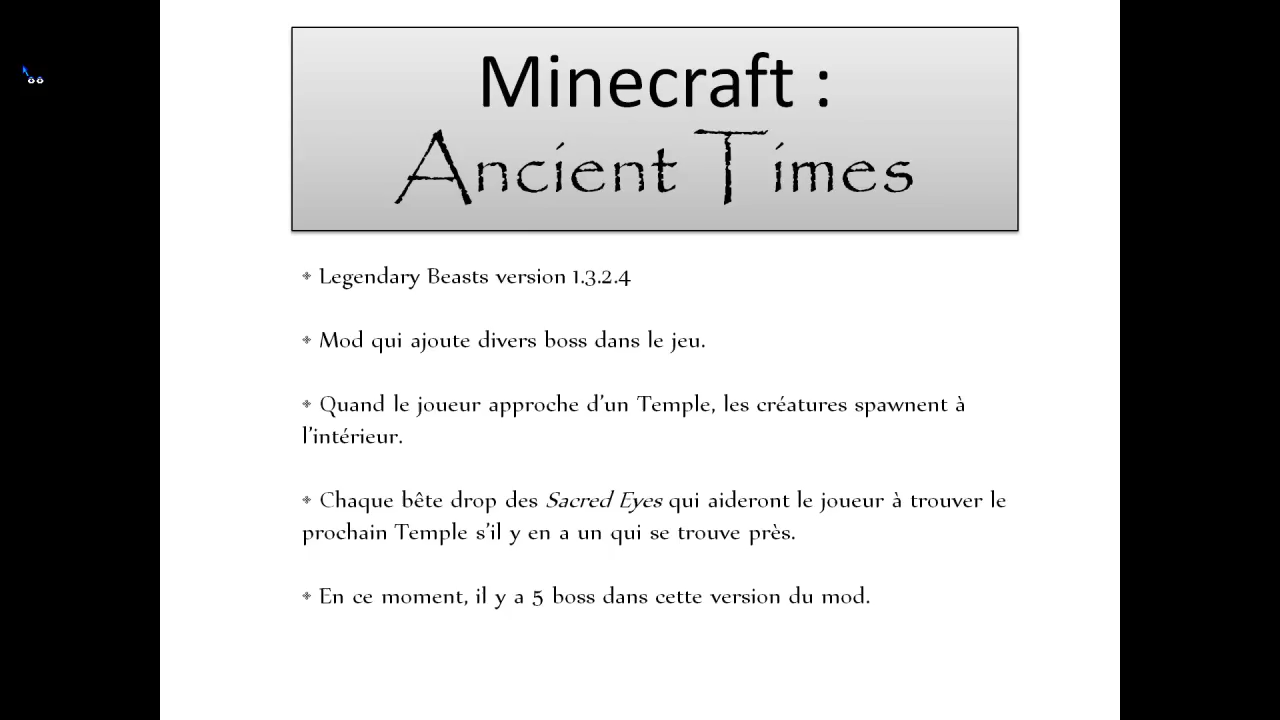 Minecraft :
Ancient Times
Legendary Beasts version 1.3.2.4
Mod qui ajoute divers boss dans le jeu.
Quand le joueur approche d'un Temple, les créatures spawnent à
l'intérieur.
Chaque bête drop des Sacred Eyes qui aideront le joueur à trouver le
prochain Temple s'il y en a un qui se trouve près.
En ce moment, il y a 5 boss dans cette version du mod.